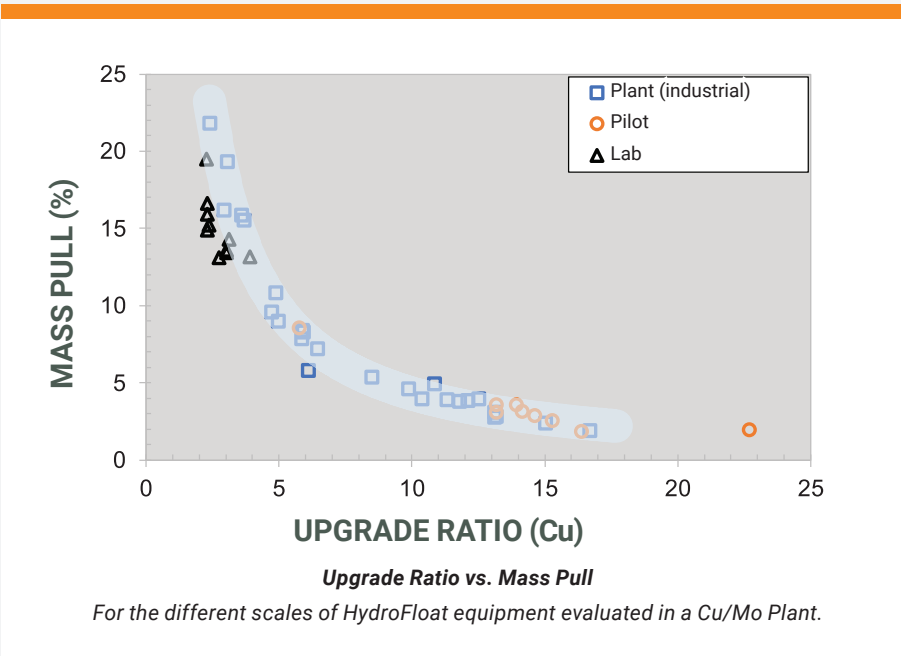 25
20
15
10
5
0
MASS PULL (%)
Plant (industrial)
Pilot
Lab
0 5 10 15 20 25
UPGRADE RATIO (Cu)
Upgrade Ratio vs. Mass Pull
For the different scales of HydroFloat equipment evaluated in a Cu/Mo Plant.